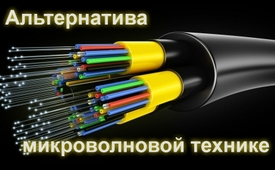 Альтернатива
микроволновой технике